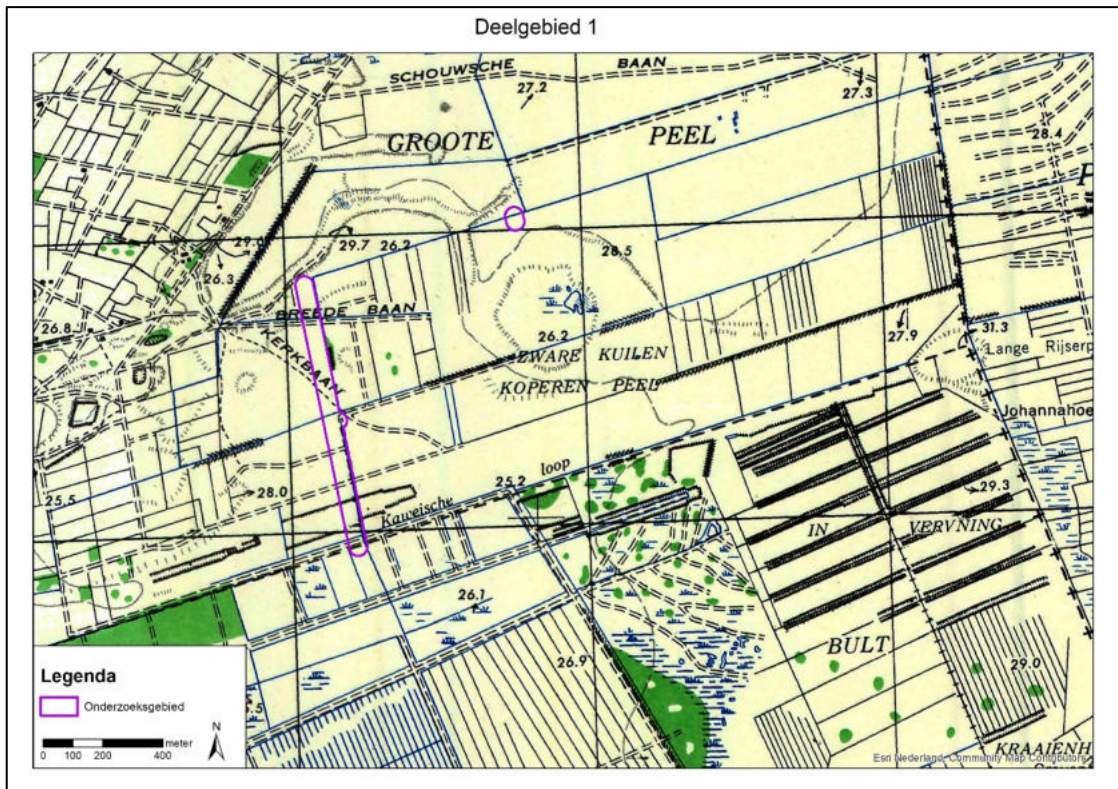 Deelgebied 1
SCHOUWSCHE BAAN
27.2
27.3
GROOTE PEEL
28.4
29.7 26.2
26.3
28.5
BREEDE BAAN
26.8
KERKBAAN
26.2
ZWARE KUILEN
27.9
31.3
Lange Rijserp
KOPEREN PEEL
Johannahoe
loop
25.2
25.5
28.0
Kaweische
29.3
IN VERVNING
26.1
26.9
BULT
29.0
KRAAIENH
Legenda
Onderzoeksgebied
N
0 100 200 400 meter
Esri Nederland, Community Map Contributors